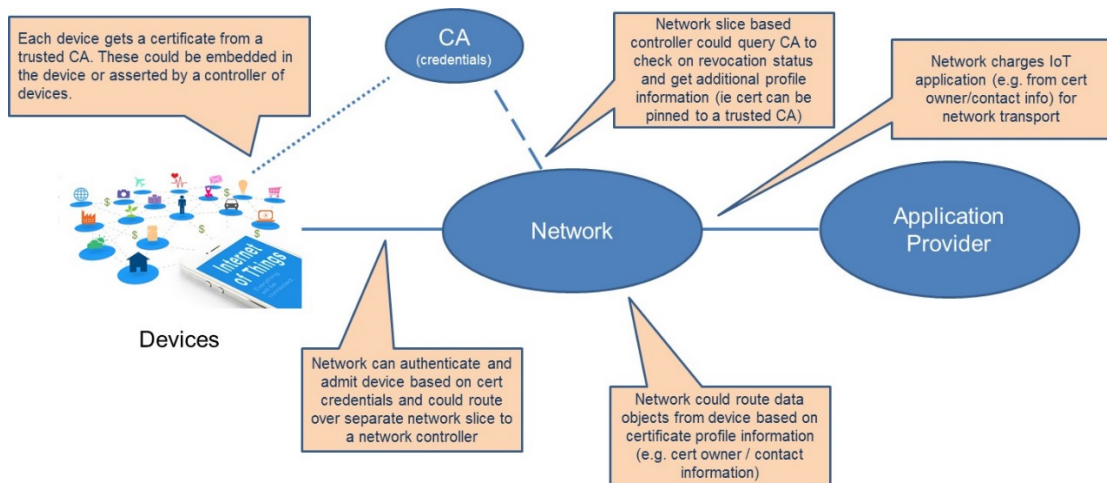 Each device gets a certificate from a
trusted CA. These could be embedded in
the device or asserted by a controller of
devices.
CA
(credentials)
Network slice based
controller could query CA to
check on revocation status
and get additional profile
information (ie cert can be
pinned to a trusted CA)
Network charges IoT
application (e.g. from cert
owner/contact info) for
network transport
$
$
$
$
$
Internet
of Things
Everything
will be
connected
Devices
Network
Application
Provider
Network can authenticate and
admit device based on cert
credentials and could route
over separate network slice to
a network controller
Network could route data
objects from device based on
certificate profile information
(e.g. cert owner / contact
information)